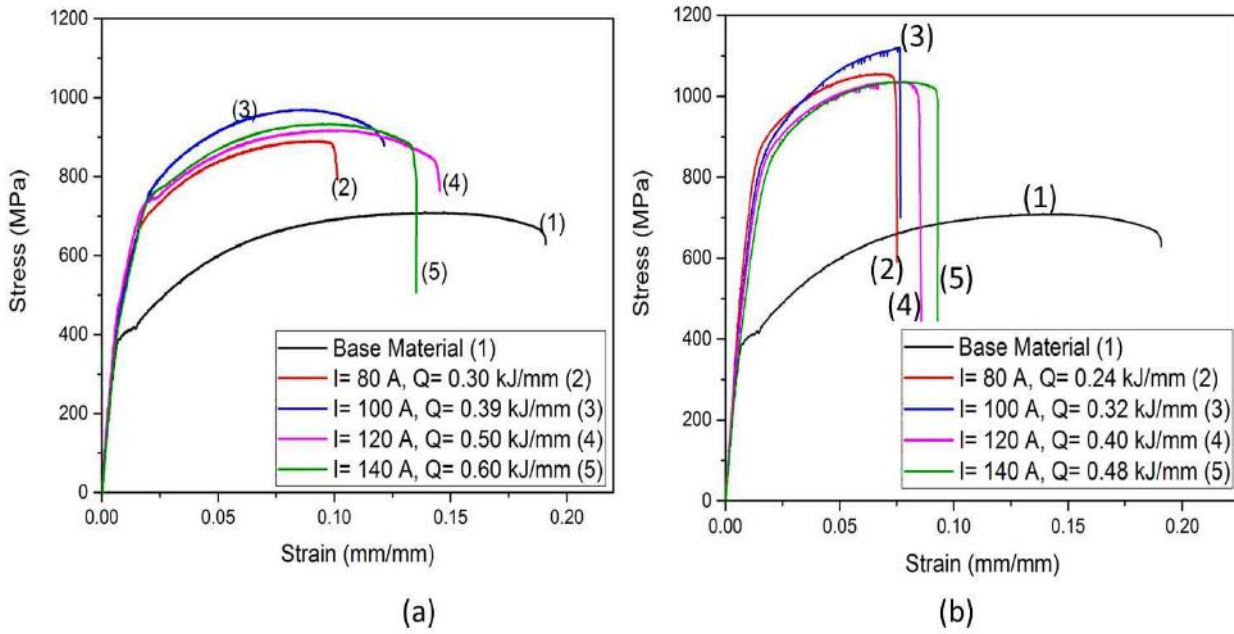 1200
1000
800
600
400
200
0
0.00 0.05 0.10 0.15 0.20
Stress (MPa)
Strain (mm/mm)
(3)
(2)
(4)
(1)
(5)
Base Material (1)
I= 80 A, Q= 0.30 kJ/mm (2)
I= 100 A, Q= 0.39 kJ/mm (3)
I= 120 A, Q= 0.50 kJ/mm (4)
I= 140 A, Q= 0.60 kJ/mm (5)
(a)
1200
1000
800
600
400
200
0
0.00 0.05 0.10 0.15 0.20
Stress (MPa)
Strain (mm/mm)
(3)
(1)
(2)
(5)
(4)
Base Material (1)
I= 80 A, Q= 0.24 kJ/mm (2)
I= 100 A, Q= 0.32 kJ/mm (3)
I= 120 A, Q= 0.40 kJ/mm (4)
I= 140 A, Q= 0.48 kJ/mm (5)
(b)